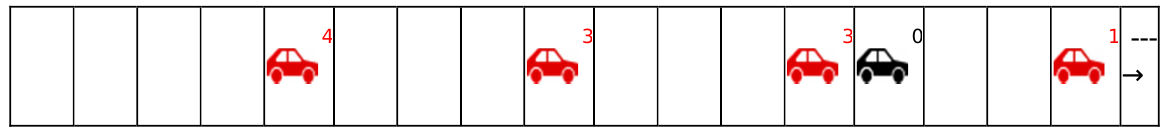 4 3 3 0 1 ---
→